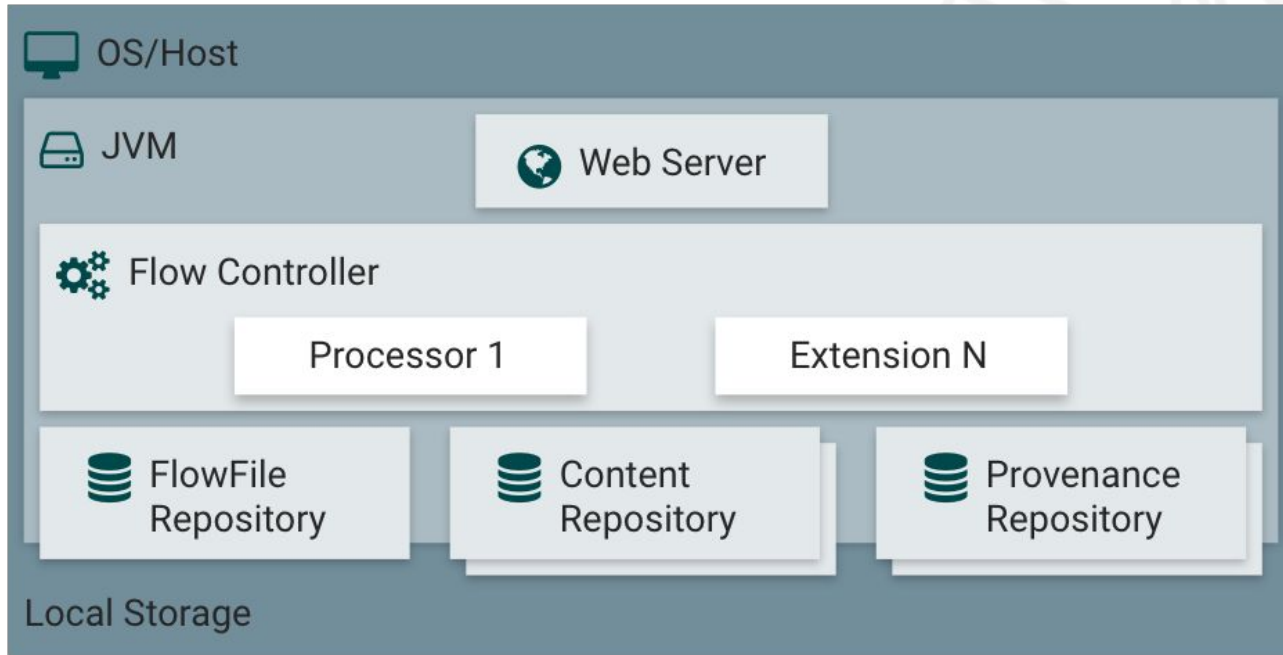 OS/Host
JVM
Web Server
Flow Controller
Processor 1
Extension N
FlowFile
Repository
Content
Repository
Provenance
Repository
Local Storage